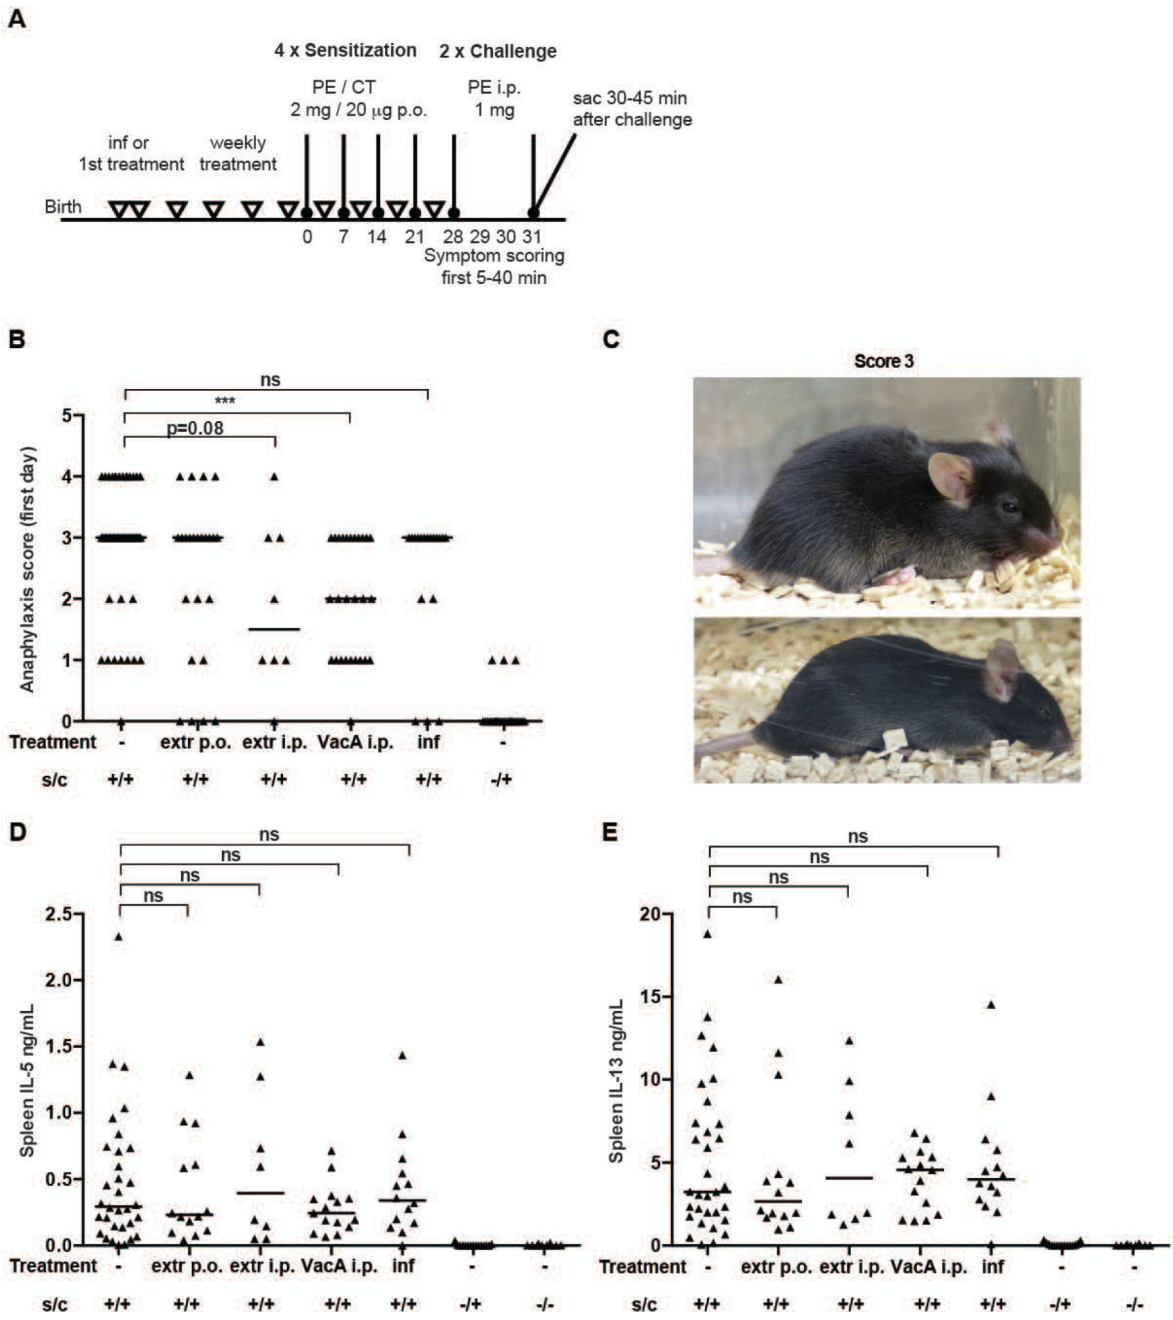 A
4 x Sensitization 2 x Challenge
PE / CT
2 mg / 20 µg p.o.
PE i.p.
1 mg
sac 30-45 min
after challenge
inf or
1st treatment
weekly
treatment
Birth
0 7 14 21 28 29 30 31
Symptom scoring
first 5-40 min
B
ns
***
p=0.08
Anaphylaxis score (first day)
5
4
3
2
1
0
Treatment - extr p.o. extr i.p. VacA i.p. inf -
s/c +/+ +/+ +/+ +/+ +/+ -/+
C
Score 3
D
ns
ns
ns
ns
Spleen IL-5 ng/mL
2.5
2.0
1.5
1.0
0.5
0.0
Treatment - extr p.o. extr i.p. VacA i.p. inf - -
s/c +/+ +/+ +/+ +/+ +/+ -/+ -/-
E
ns
ns
ns
ns
Spleen IL-13 ng/mL
20
15
10
5
0
Treatment - extr p.o. extr i.p. VacA i.p. inf - -
s/c +/+ +/+ +/+ +/+ +/+ -/+ -/-